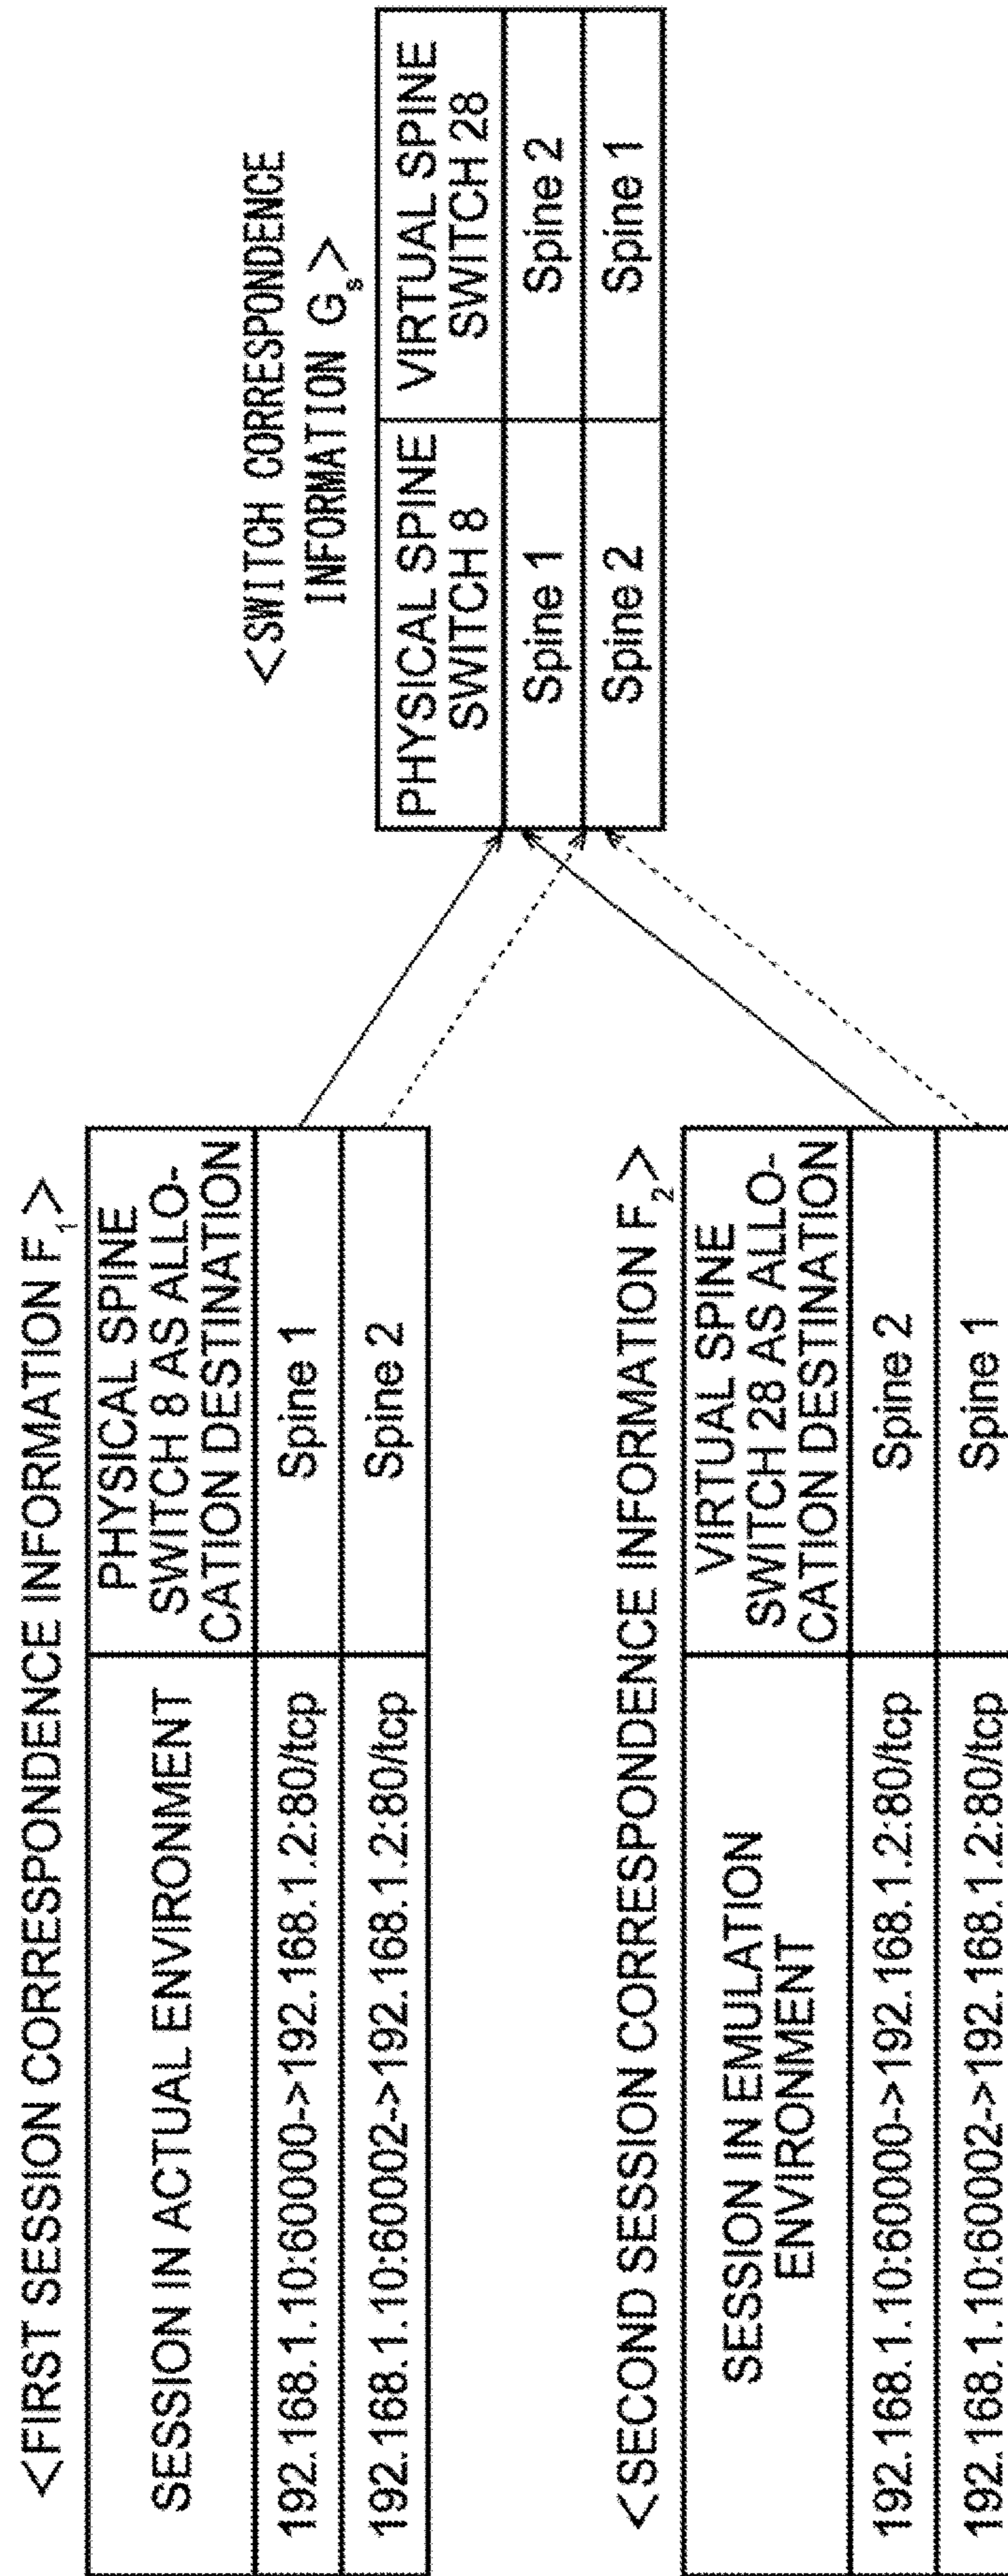 <FIRST SESSION CORRESPONDENCE INFORMATION F1>
SESSION IN ACTUAL ENVIRONMENT
PHYSICAL SPINE
SWITCH 8 AS ALLO-
CATION DESTINATION
192.168.1.10:60000->192.168.1.2:80/tcp
Spine 1
192.168.1.10:60002->192.168.1.2:80/tcp
Spine 2
<SECOND SESSION CORRESPONDENCE INFORMATION F2>
SESSION IN EMULATION
ENVIRONMENT
VIRTUAL SPINE
SWITCH 28 AS ALLO-
CATION DESTINATION
192.168.1.10:60000->192.168.1.2:80/tcp
Spine 2
192.168.1.10:60002->192.168.1.2:80/tcp
Spine 1
<SWITCH CORRESPONDENCE
INFORMATION Gs>
PHYSICAL SPINE
SWITCH 8
VIRTUAL SPINE
SWITCH 28
Spine 1
Spine 2
Spine 2
Spine 1